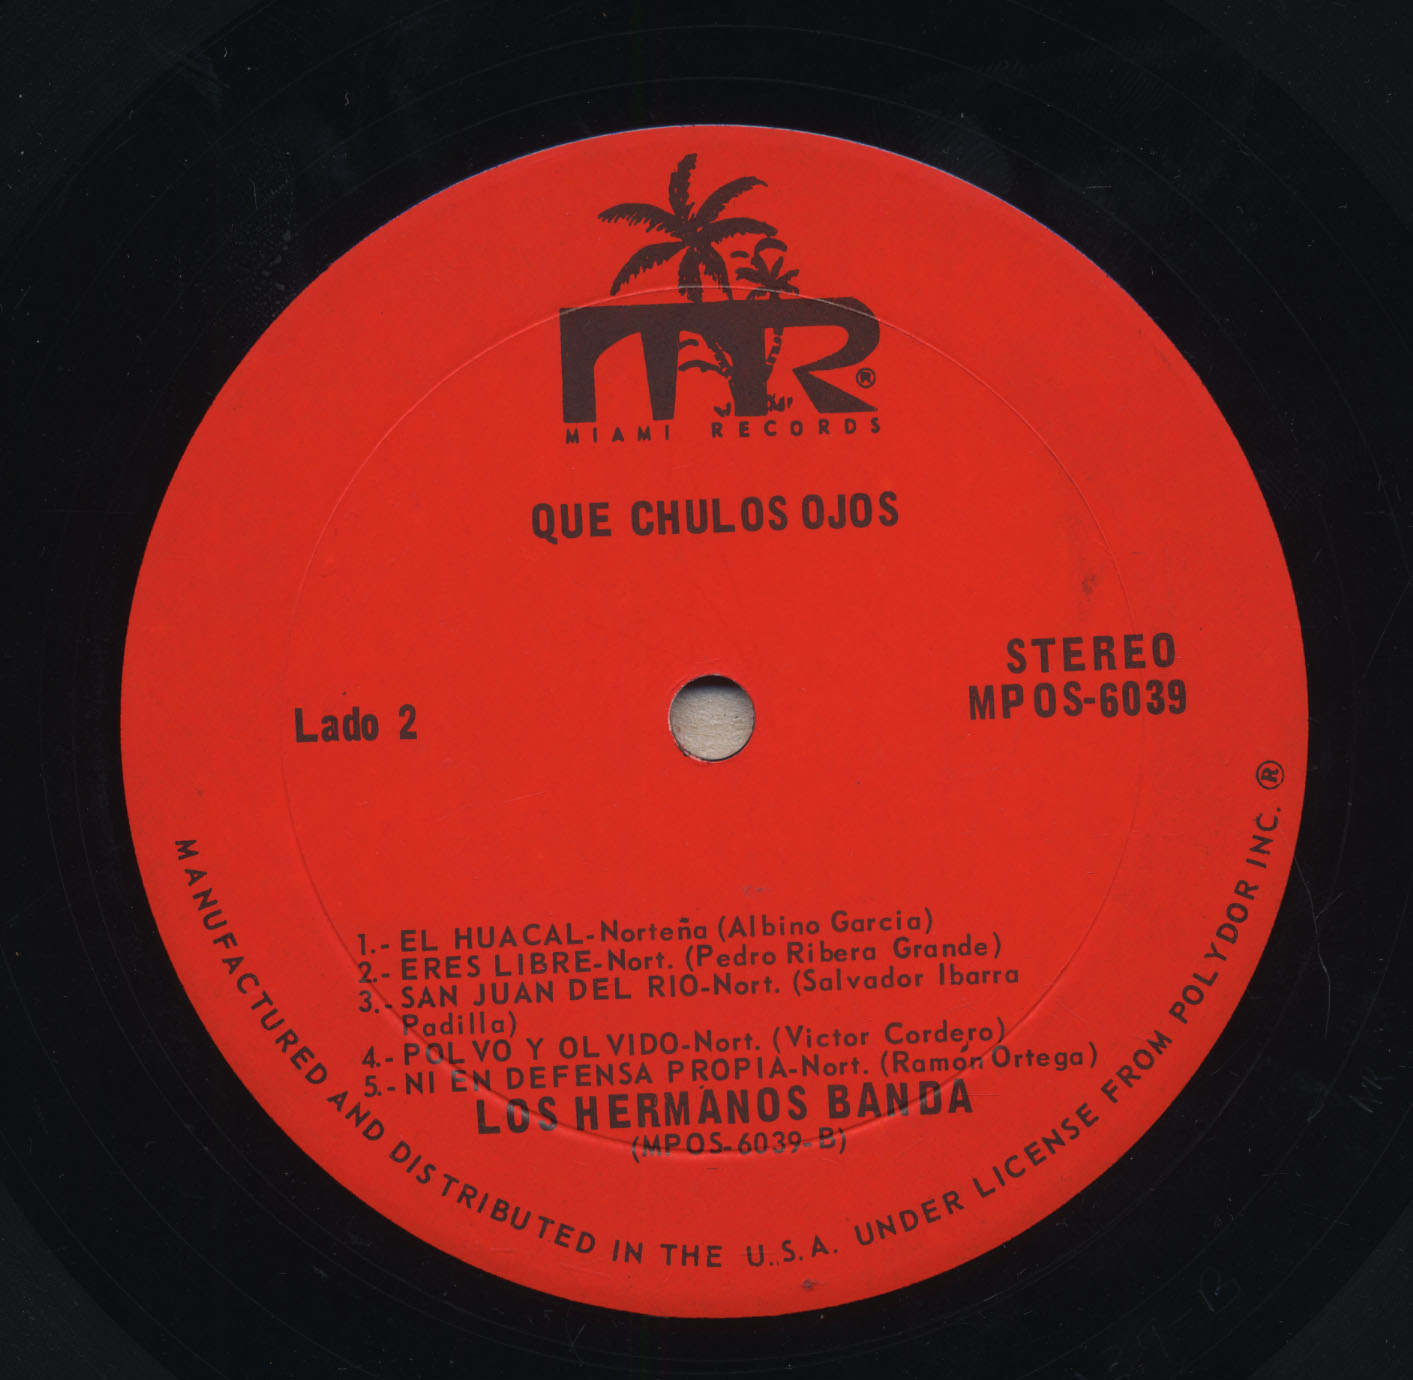 MR®
MIAMI RECORDS
QUE CHULOS OJOS
STEREO
MPOS-6039
Lado 2
1.- EL HUACAL-Norteña (Albino Garcia)
2.- ERES LIBRE-Nort. (Pedro Ribera Grande)
3.- SAN JUAN DEL RIO-Nort. (Salvador Ibarra
Padilla)
4.- POLVO Y OLVIDO-Nort. (Victor Cordero)
5.- NI EN DEFENSA PROPIA-Nort. (Ramón Ortega)
LOS HERMANOS BANDA
(MPOS-6039-B)
MANUFACTURED AND DISTRIBUTED IN THE U.S.A. UNDER LICENSE FROM POLYDOR INC. ®